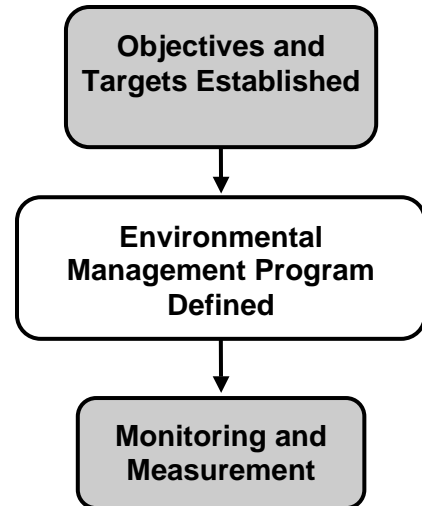 Objectives and
Targets Established
Environmental
Management Program
Defined
Monitoring and
Measurement